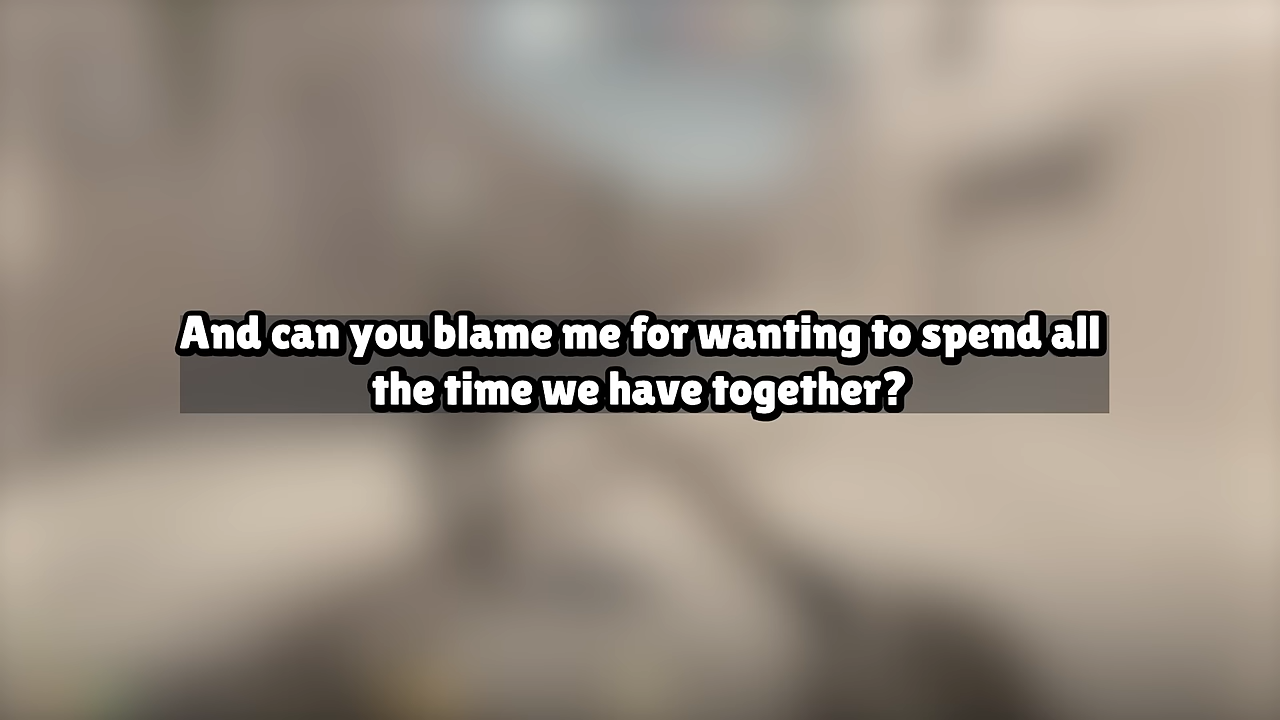 And can you blame me for wanting to spend all
the time we have together?